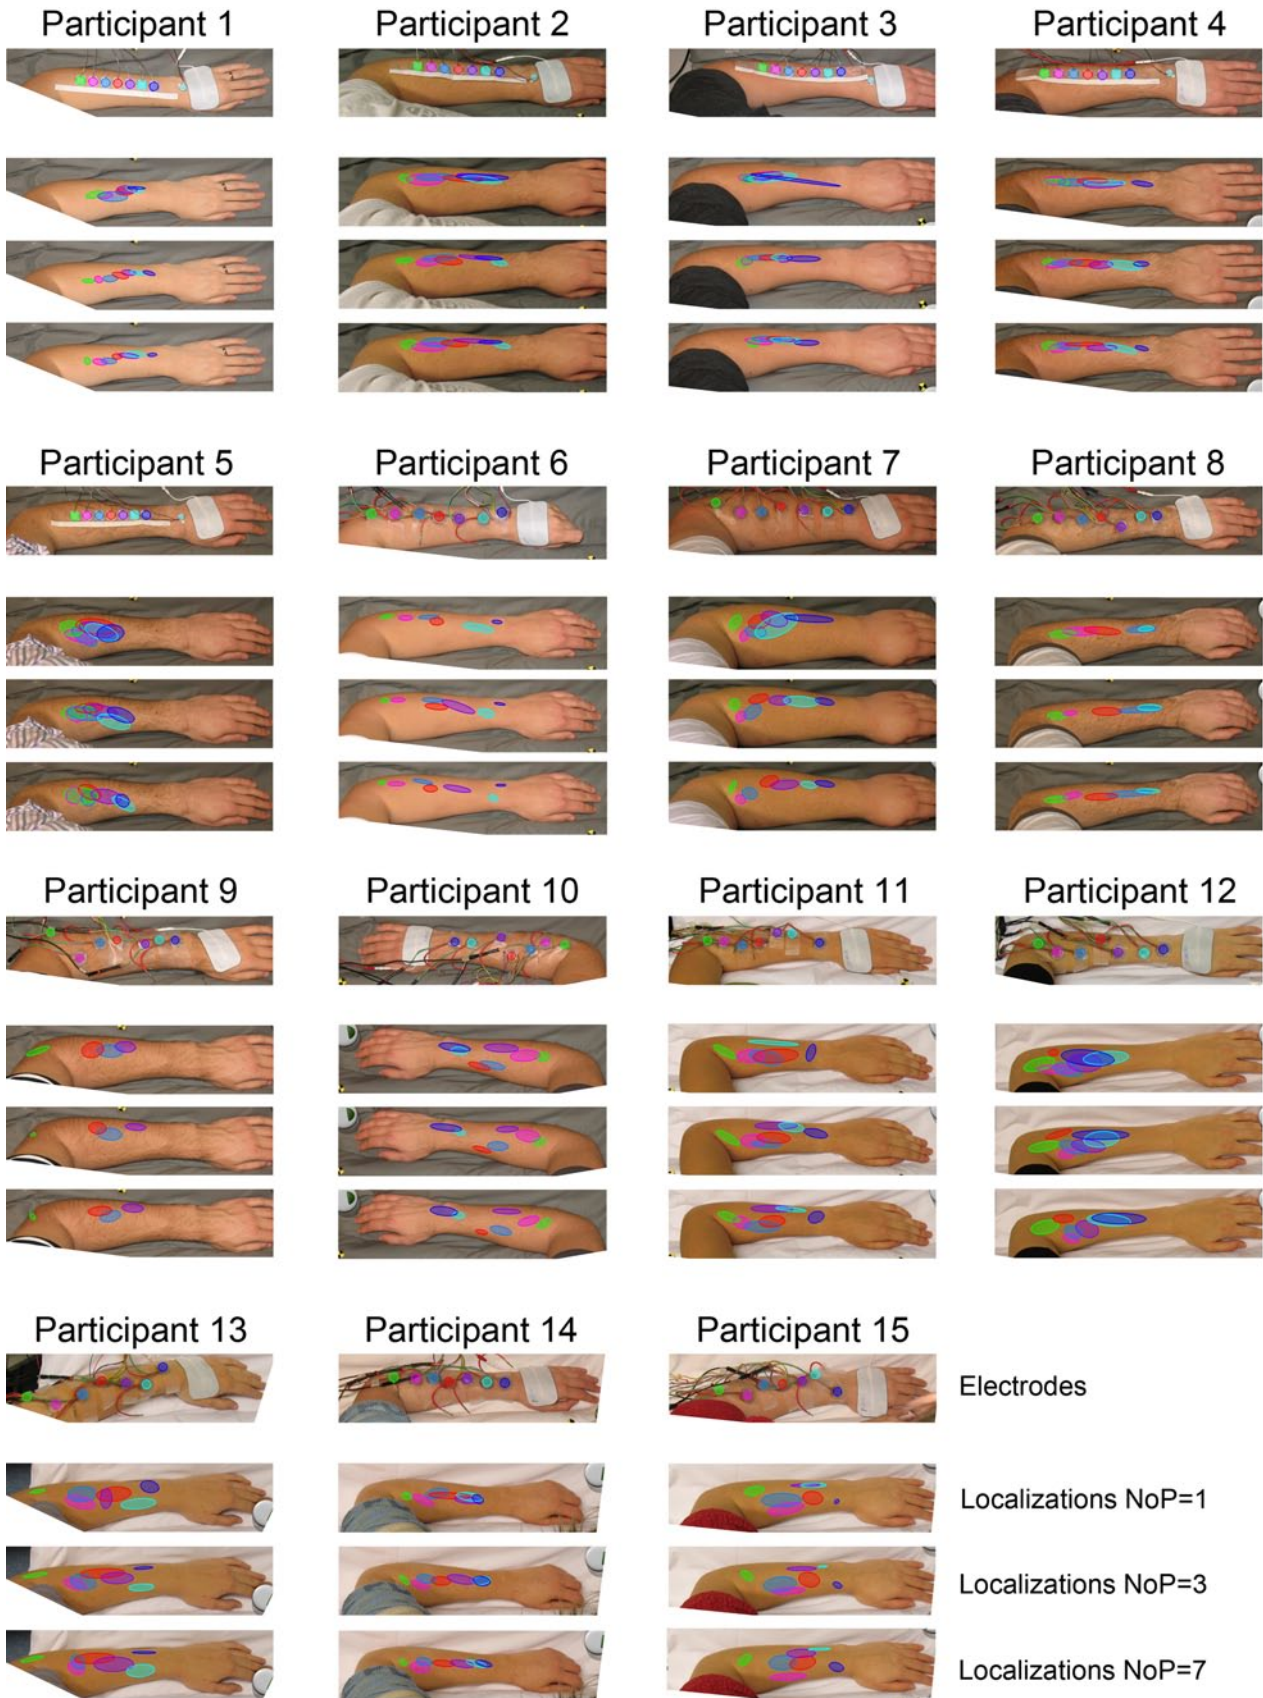 Participant 1
Participant 2
Participant 3
Participant 4
Participant 5
Participant 6
Participant 7
Participant 8
Participant 9
Participant 10
Participant 11
Participant 12
Participant 13
Participant 14
Participant 15
Electrodes
Localizations NoP=1
Localizations NoP=3
Localizations NoP=7